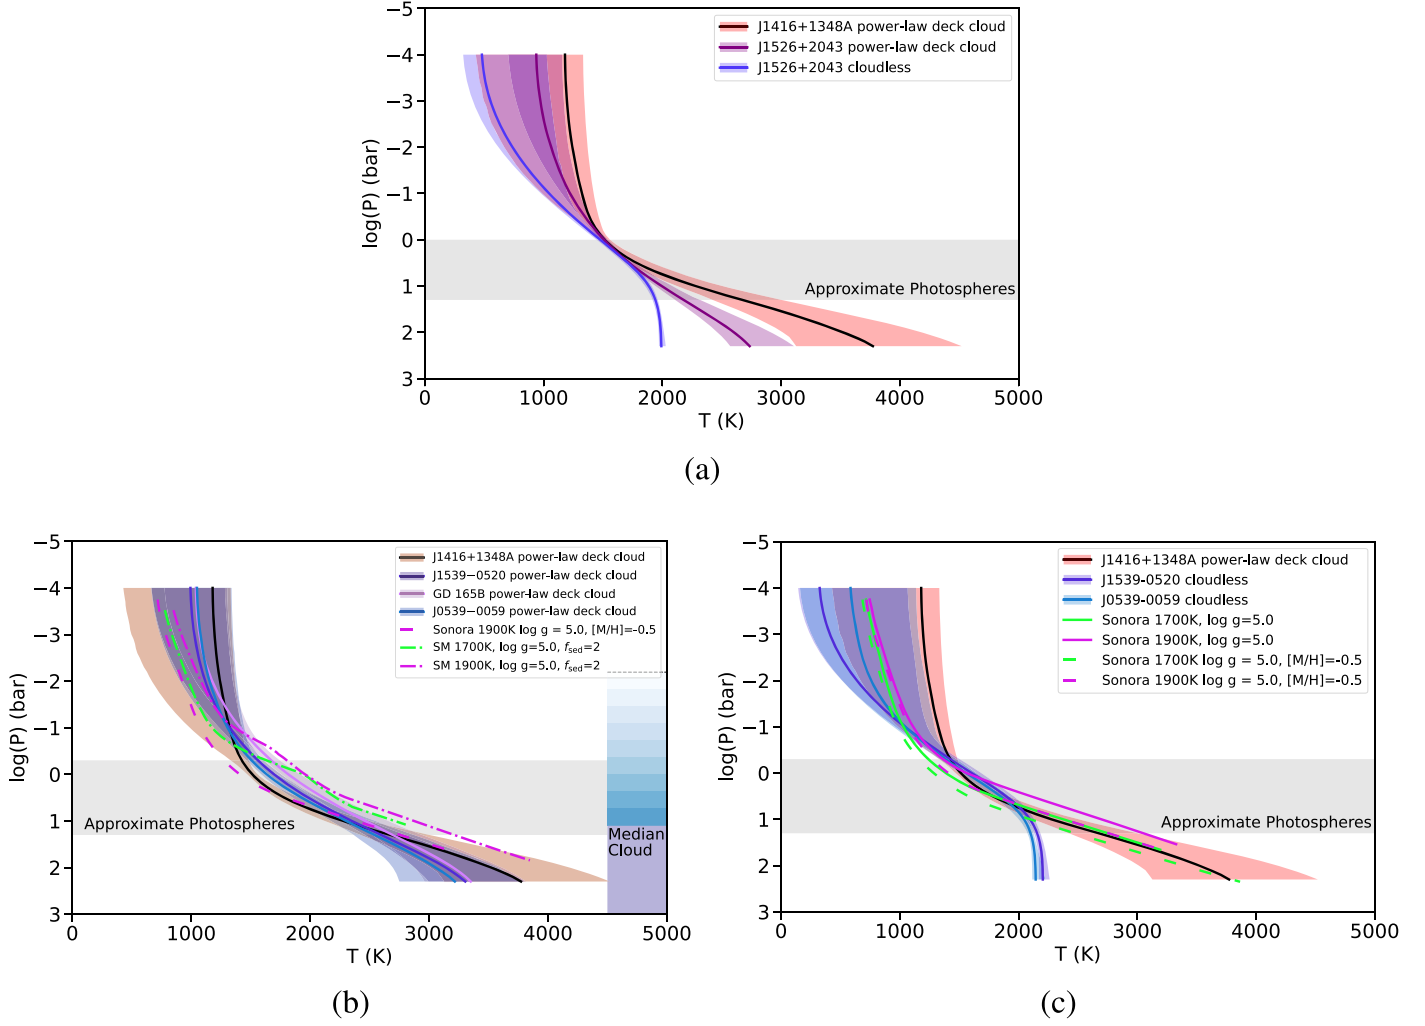 −5
−4
−3
−2
−1
0
1
2
3
log(P) (bar)
J1416+1348A power-law deck cloud
J1526+2043 power-law deck cloud
J1526+2043 cloudless
Approximate Photospheres
0 1000 2000 3000 4000 5000
T (K)
(a)
−5
−4
−3
−2
−1
0
1
2
3
log(P) (bar)
J1416+1348A power-law deck cloud
J1539−0520 power-law deck cloud
GD 165B power-law deck cloud
J0539−0059 power-law deck cloud
Sonora 1900K log g = 5.0, [M/H]=-0.5
SM 1700K, log g=5.0, fsed=2
SM 1900K, log g=5.0, fsed=2
Approximate Photospheres
Median
Cloud
0 1000 2000 3000 4000 5000
T (K)
(b)
−5
−4
−3
−2
−1
0
1
2
3
log(P) (bar)
J1416+1348A power-law deck cloud
J1539-0520 cloudless
J0539-0059 cloudless
Sonora 1700K, log g=5.0
Sonora 1900K, log g=5.0
Sonora 1700K log g = 5.0, [M/H]=-0.5
Sonora 1900K log g = 5.0, [M/H]=-0.5
Approximate Photospheres
0 1000 2000 3000 4000 5000
T (K)
(c)